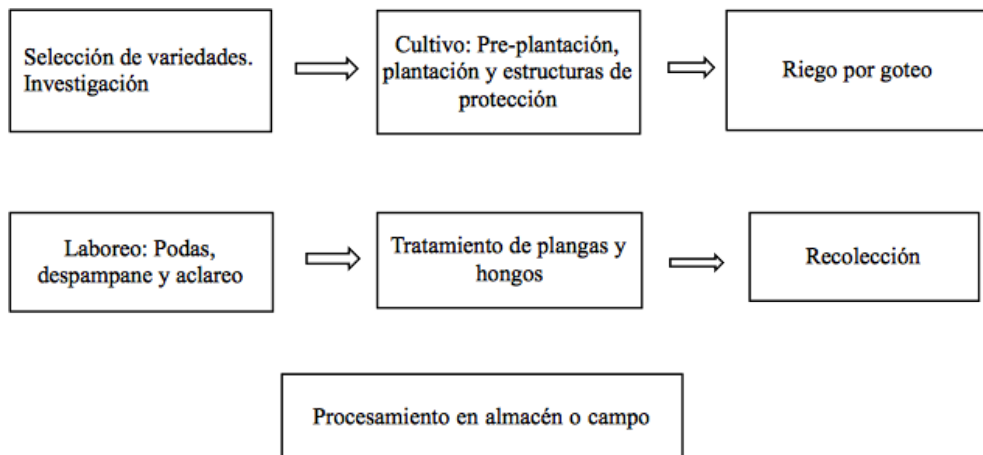 Selección de variedades.
Investigación
Cultivo: Pre-plantación,
plantación y estructuras de
protección
Riego por goteo
Laboreo: Podas,
despampane y aclareo
Tratamiento de plangas y
hongos
Recolección
Procesamiento en almacén o campo